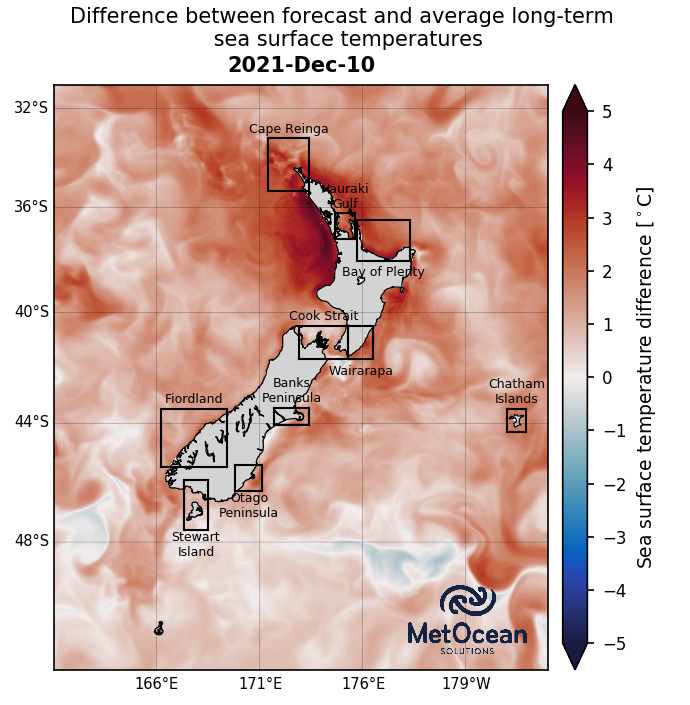 Difference between forecast and average long-term
sea surface temperatures
2021-Dec-10
32°S
36°S
40°S
44°S
48°S
166°E
171°E
176°E
179°W
Cape Reinga
Hauraki
Gulf
Bay of Plenty
Cook Strait
Wairarapa
Banks
Peninsula
Fiordland
Chatham
Islands
Otago
Peninsula
Stewart
Island
MetOcean
SOLUTIONS
5
4
3
2
1
0
−1
−2
−3
−4
−5
Sea surface temperature difference [°C]